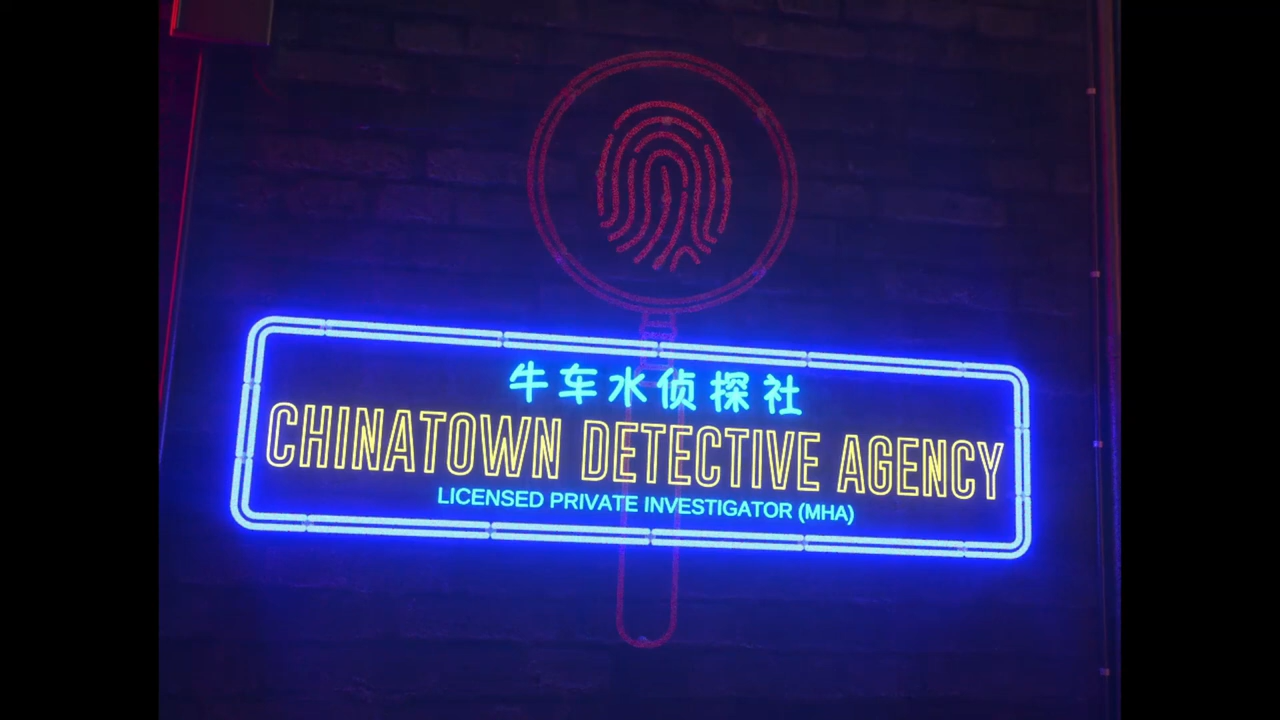 牛车水侦探社
CHINATOWN DETECTIVE AGENCY
LICENSED PRIVATE INVESTIGATOR (MHA)